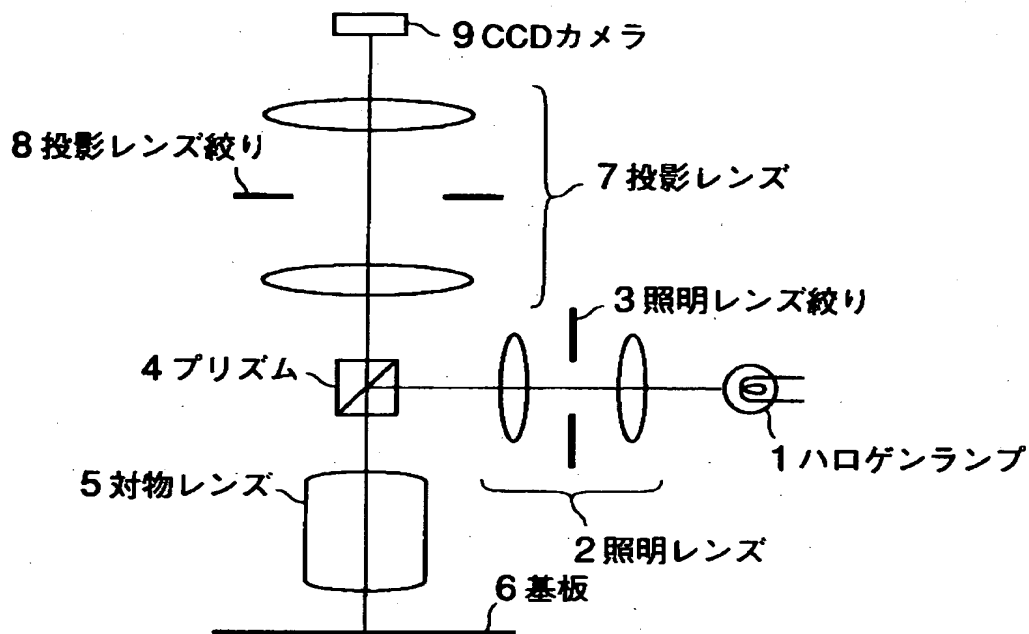 9 CCDカメラ
8 投影レンズ絞り
7 投影レンズ
3 照明レンズ絞り
4 プリズム
1 ハロゲンランプ
5 対物レンズ
2 照明レンズ
6 基板